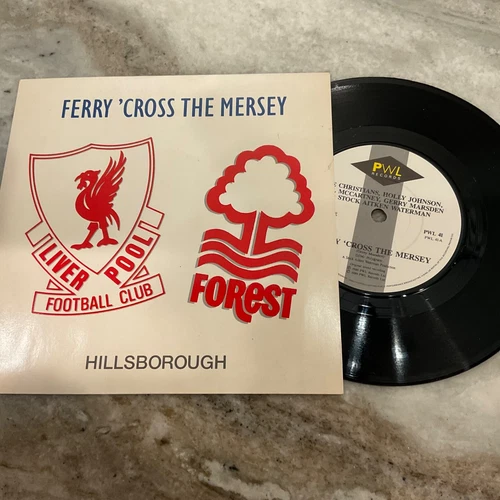 FERRY 'CROSS THE MERSEY
LIVER POOL
FOOTBALL CLUB
FOREST
HILLSBOROUGH
PWL
RECORDS
CHRISTIANS, HOLLY JOHNSON,
McCARTNEY, GERRY MARSDEN
STOCK AITKEN WATERMAN
PWL 41
'CROSS THE MERSEY